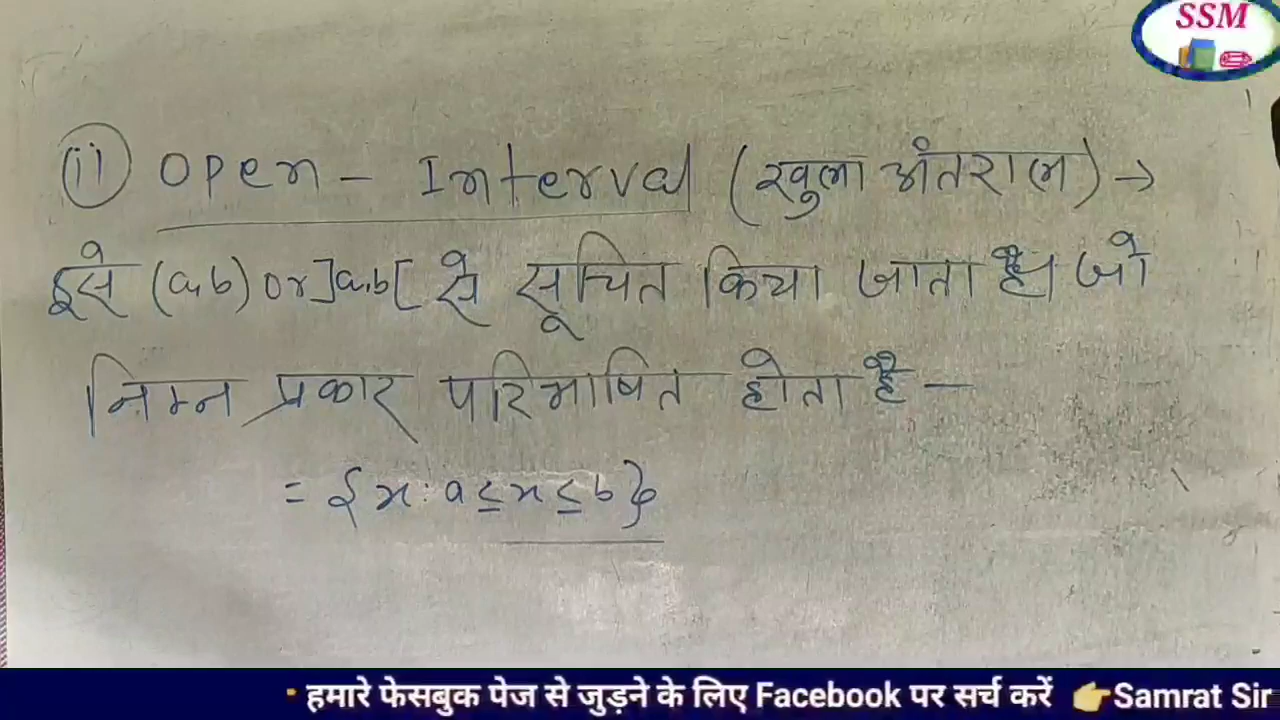 SSM
(ii) Open - Interval (खुला अंतराल) →
इसे (a,b) or ]a,b[ से सूचित किया जाता है। जो
निम्न प्रकार परिभाषित होता है —
= {x : a ≤ x ≤ b}
• हमारे फेसबुक पेज से जुड़ने के लिए Facebook पर सर्च करें 👉Samrat Sir